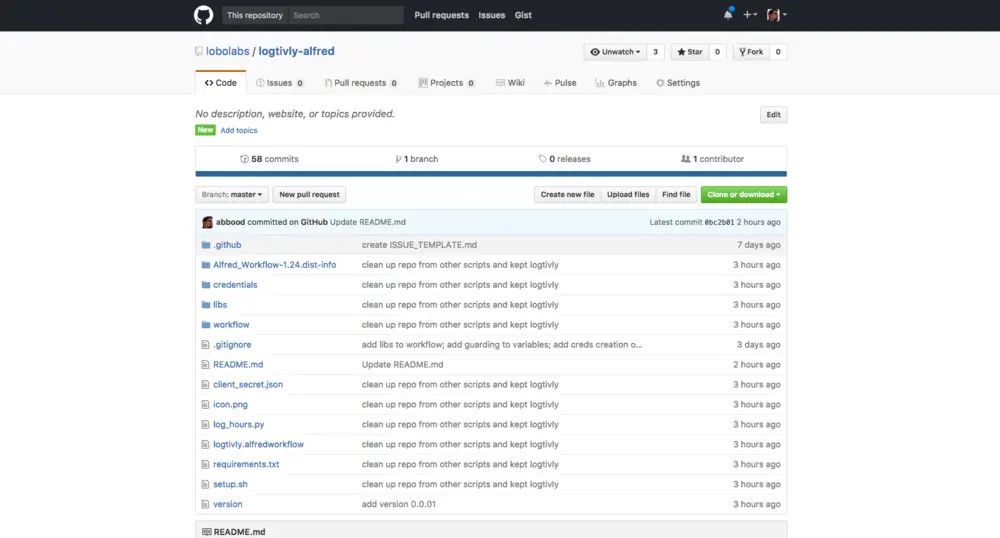 This repository Search Pull requests Issues Gist
lobolabs / logtivly-alfred Unwatch 3 Star 0 Fork 0
Code Issues 0 Pull requests 0 Projects 0 Wiki Pulse Graphs Settings
No description, website, or topics provided. Edit
New Add topics
58 commits 1 branch 0 releases 1 contributor
Branch: master New pull request Create new file Upload files Find file Clone or download
abbood committed on GitHub Update README.md Latest commit 0bc2b01 2 hours ago
.github create ISSUE_TEMPLATE.md 7 days ago
Alfred_Workflow-1.24.dist-info clean up repo from other scripts and kept logtivly 3 hours ago
credentials clean up repo from other scripts and kept logtivly 3 hours ago
libs clean up repo from other scripts and kept logtivly 3 hours ago
workflow clean up repo from other scripts and kept logtivly 3 hours ago
.gitignore add libs to workflow; add guarding to variables; add creds creation o... 3 days ago
README.md Update README.md 2 hours ago
client_secret.json clean up repo from other scripts and kept logtivly 3 hours ago
icon.png clean up repo from other scripts and kept logtivly 3 hours ago
log_hours.py clean up repo from other scripts and kept logtivly 3 hours ago
logtivly.alfredworkflow clean up repo from other scripts and kept logtivly 3 hours ago
requirements.txt clean up repo from other scripts and kept logtivly 3 hours ago
setup.sh clean up repo from other scripts and kept logtivly 3 hours ago
version add version 0.0.01 3 hours ago
README.md